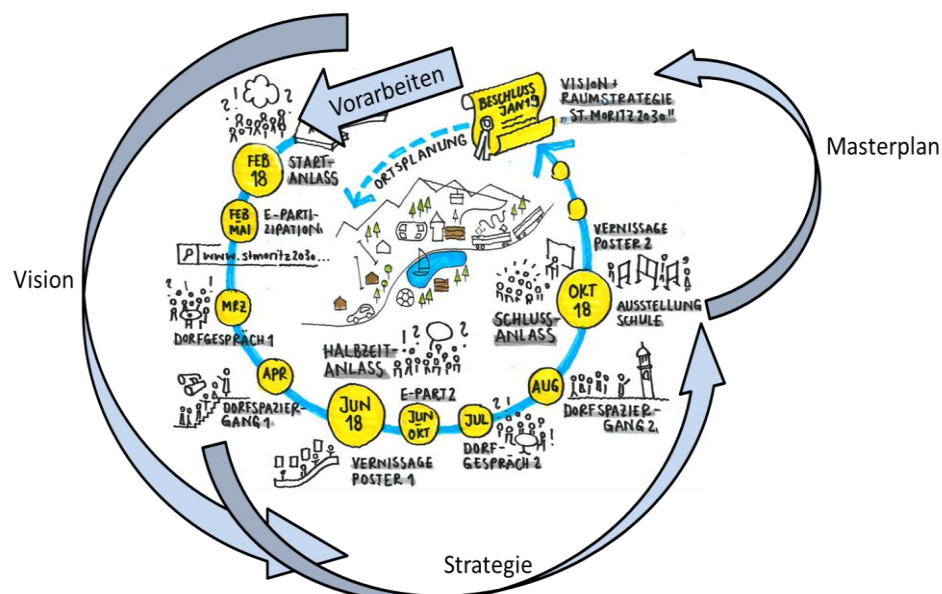 Vorarbeiten
BESCHLUSS
JAN 19
VISION +
RAUMSTRATEGIE
"ST. MORITZ 2030"
Masterplan
ORTSPLANUNG
FEB
18
START-
ANLASS
FEB
MAI
E-PARTI-
ZIPATION
www.stmoritz2030...
Vision
MRZ
DORFGESPRÄCH 1
APR
DORFSPAZIER-
GANG 1
HALBZEIT-
ANLASS
JUN
18
VERNISSAGE
POSTER 1
E-PART 2
JUN
OKT
JUL
DORF-
GESPRÄCH 2
AUG
DORFSPAZIER-
GANG 2
SCHLUSS-
ANLASS
OKT
18
VERNISSAGE
POSTER 2
AUSSTELLUNG
SCHULE
Strategie